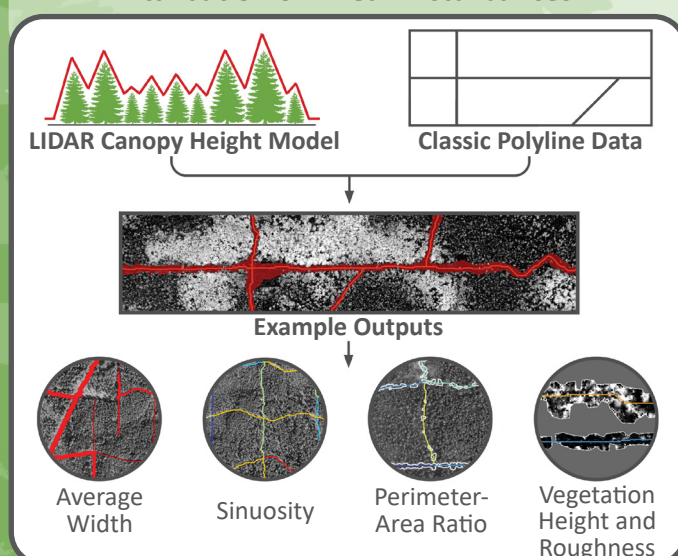 LIDAR Canopy Height Model
Classic Polyline Data
Example Outputs
Average
Width
Sinuosity
Perimeter-
Area Ratio
Vegetation
Height and
Roughness